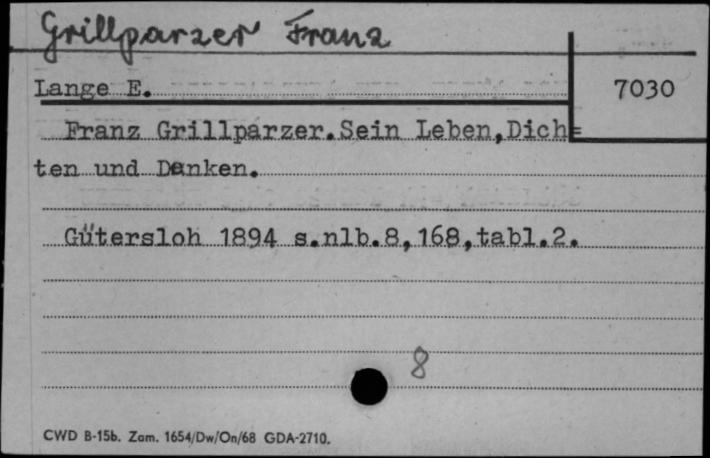 Grillparzer Franz
Lange E.
7030
Franz Grillparzer.Sein Leben,Dich=
ten und Denken.
Gütersloh 1894 s.nlb.8,168,tabl.2.
8
CWD B-15b. Zam. 1654/Dw/On/68 GDA-2710.